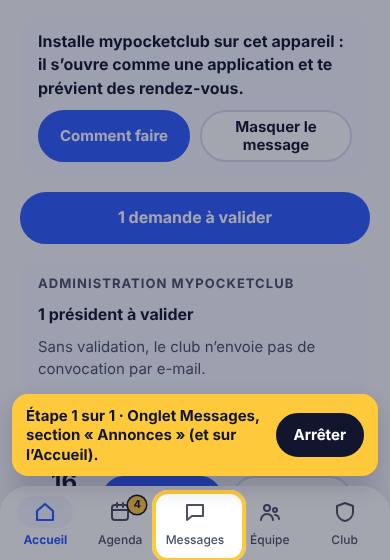 Installe mypocketclub sur cet appareil :
il s’ouvre comme une application et te
prévient des rendez-vous.
Comment faire
Masquer le
message
1 demande à valider
ADMINISTRATION MYPOCKETCLUB
1 président à valider
Sans validation, le club n’envoie pas de
convocation par e-mail.
Étape 1 sur 1 · Onglet Messages,
section « Annonces » (et sur
l’Accueil).
Arrêter
16
4
Accueil
Agenda
Messages
Équipe
Club